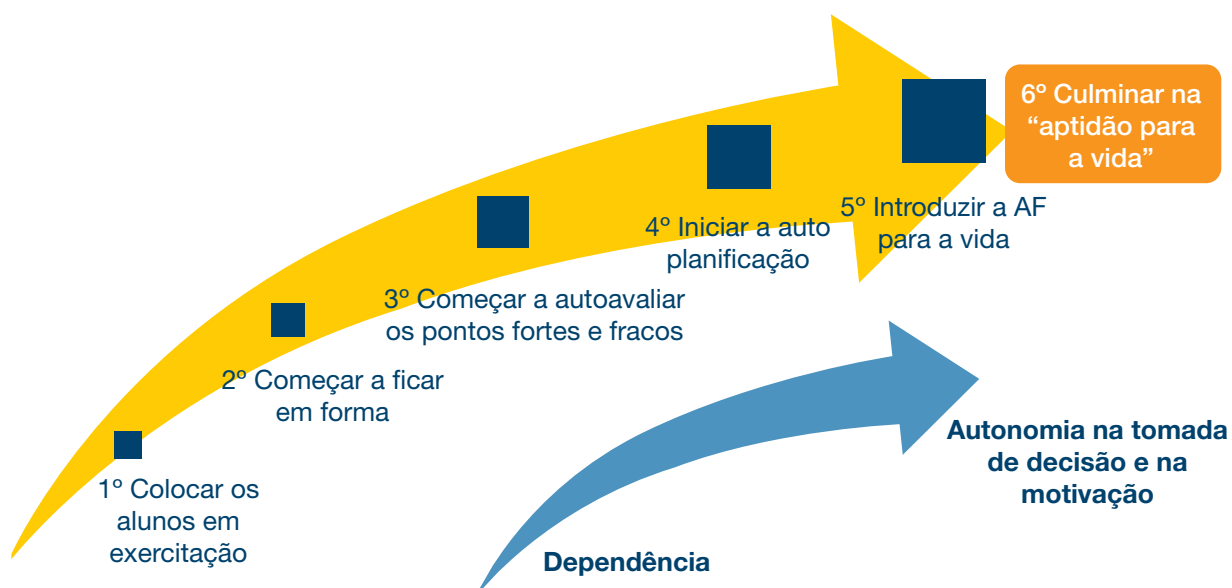 1º Colocar os
alunos em
exercitação
2º Começar a ficar
em forma
3º Começar a autoavaliar
os pontos fortes e fracos
4º Iniciar a auto
planificação
5º Introduzir a AF
para a vida
6º Culminar na
“aptidão para
a vida”
Dependência
Autonomia na tomada
de decisão e na
motivação